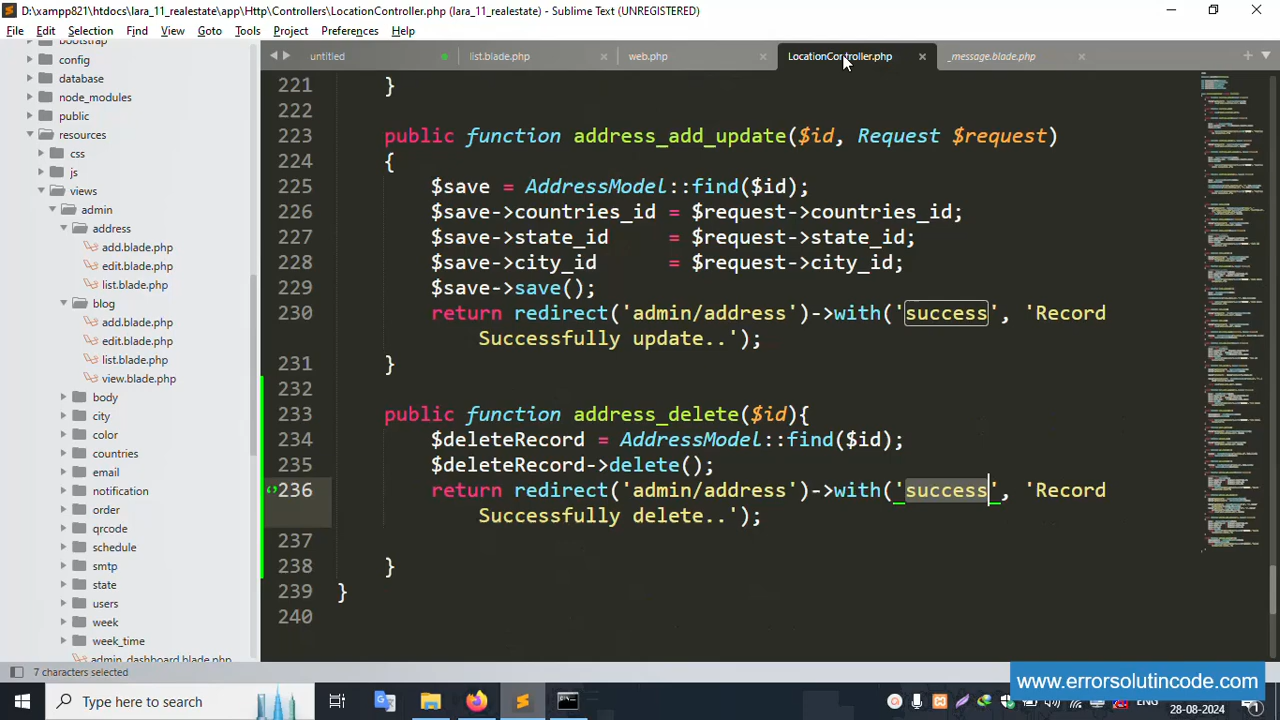 D:\xampp821\htdocs\lara_11_realestate\app\Http\Controllers\LocationController.php (lara_11_realestate) - Sublime Text (UNREGISTERED)
File Edit Selection Find View Goto Tools Project Preferences Help
untitled list.blade.php web.php LocationController.php _message.blade.php
bootstrap
config
database
node_modules
public
resources
css
js
views
admin
address
add.blade.php
edit.blade.php
list.blade.php
blog
add.blade.php
edit.blade.php
list.blade.php
view.blade.php
body
city
color
countries
email
notification
order
qrcode
schedule
smtp
state
users
week
week_time
admin_dashboard.blade.php
221 }
222
223 public function address_add_update($id, Request $request)
224 {
225 $save = AddressModel::find($id);
226 $save->countries_id = $request->countries_id;
227 $save->state_id = $request->state_id;
228 $save->city_id = $request->city_id;
229 $save->save();
230 return redirect('admin/address')->with('success', 'Record
Successfully update..');
231 }
232
233 public function address_delete($id){
234 $deleteRecord = AddressModel::find($id);
235 $deleteRecord->delete();
236 return redirect('admin/address')->with('success', 'Record
Successfully delete..');
237
238 }
239 }
240
7 characters selected
www.errorsolutincode.com
Type here to search
ENG
28-08-2024